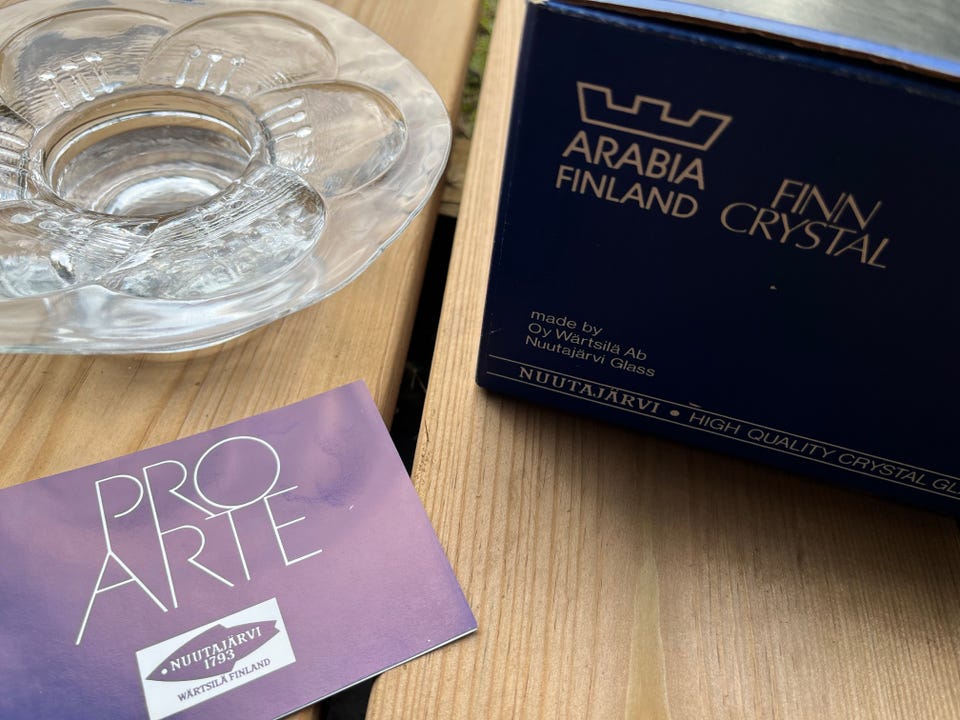 ARABIA
FINLAND
FINN
CRYSTAL
made by
Oy Wärtsilä Ab
Nuutajärvi Glass
NUUTAJÄRVI • HIGH QUALITY CRYSTAL GL
PRO
ARTE
NUUTAJÄRVI
1793
WÄRTSILÄ FINLAND